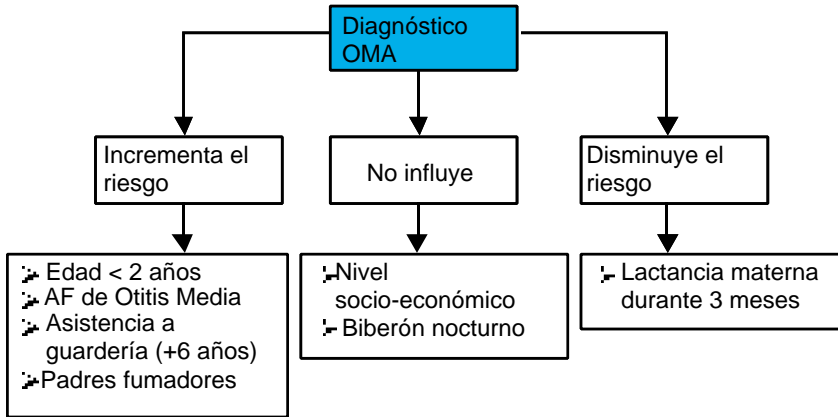 Diagnóstico
OMA
Incrementa el
riesgo
No influye
Disminuye el
riesgo
Edad < 2 años
AF de Otitis Media
Asistencia a
guardería (+6 años)
Padres fumadores
Nivel
socio-económico
Biberón nocturno
Lactancia materna
durante 3 meses